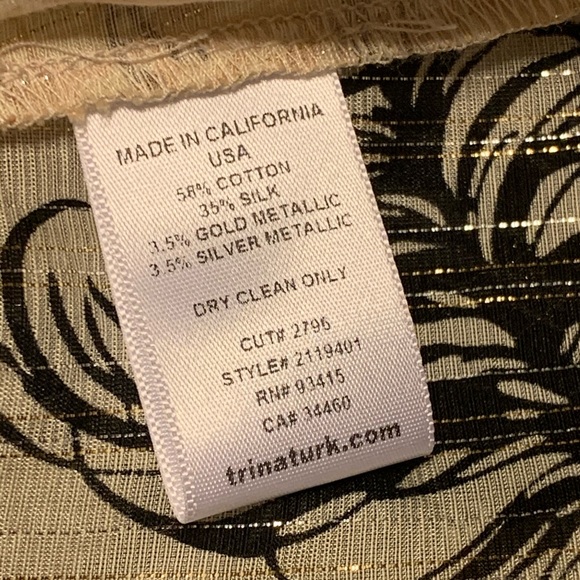 MADE IN CALIFORNIA
USA
58% COTTON
35% SILK
3.5% GOLD METALLIC
3.5% SILVER METALLIC
DRY CLEAN ONLY
CUT# 2796
STYLE# 2119401
RN# 93415
CA# 34460
trinaturk.com